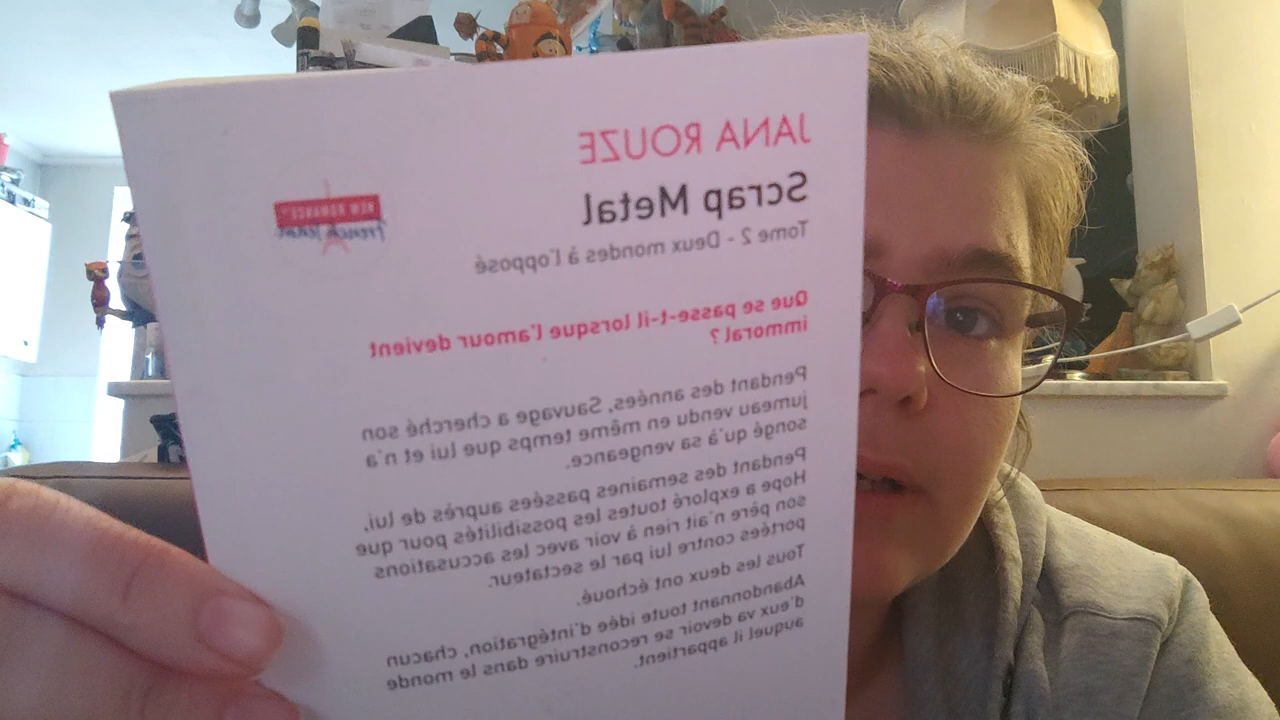 JANA ROUZE
Scrap Metal
Tome 2 - Deux mondes à l'opposé
NEW ROMANCE
French Touch
Que se passe-t-il lorsque l'amour devient
immoral ?
Pendant des années, Sauvage a cherché son
jumeau vendu en même temps que lui et n'a
songé qu'à sa vengeance.
Pendant des semaines passées auprès de lui,
Hope a exploré toutes les possibilités pour que
son père n'ait rien à voir avec les accusations
portées contre lui par le sectateur.
Tous les deux ont échoué.
Abandonnant toute idée d'intégration, chacun
d'eux va devoir se reconstruire dans le monde
auquel il appartient.